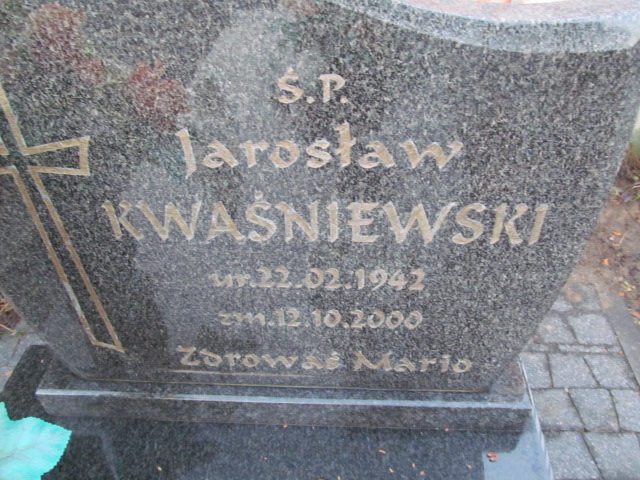 Ś.P.
Jarosław
KWAŚNIEWSKI
ur.22.02.1942
zm.12.10.2000
Zdrowaś Mario